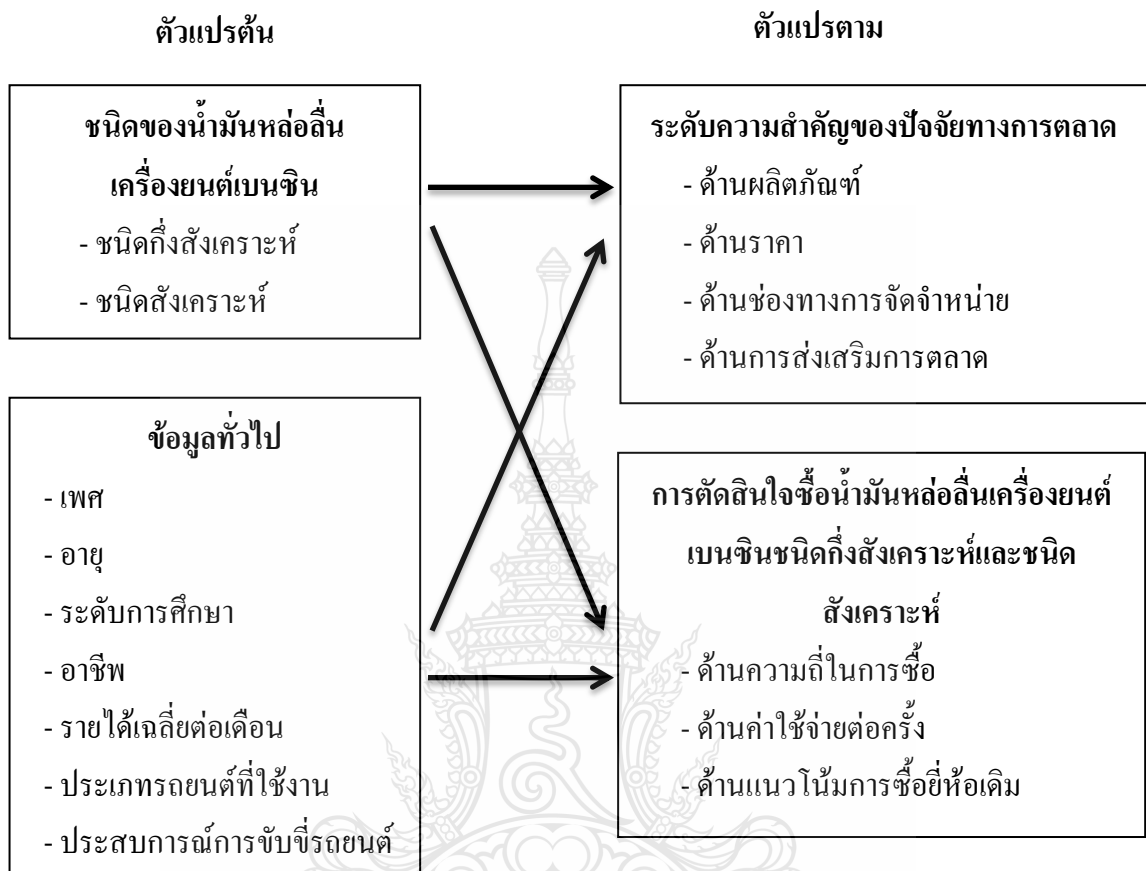 ตัวแปรต้น
ชนิดของน้ำมันหล่อลื่น
เครื่องยนต์เบนซิน
- ชนิดกึ่งสังเคราะห์
- ชนิดสังเคราะห์
ข้อมูลทั่วไป
- เพศ
- อายุ
- ระดับการศึกษา
- อาชีพ
- รายได้เฉลี่ยต่อเดือน
- ประเภทรถยนต์ที่ใช้งาน
- ประสบการณ์การขับขี่รถยนต์
ตัวแปรตาม
ระดับความสำคัญของปัจจัยทางการตลาด
- ด้านผลิตภัณฑ์
- ด้านราคา
- ด้านช่องทางการจัดจำหน่าย
- ด้านการส่งเสริมการตลาด
การตัดสินใจซื้อน้ำมันหล่อลื่นเครื่องยนต์
เบนซินชนิดกึ่งสังเคราะห์และชนิด
สังเคราะห์
- ด้านความถี่ในการซื้อ
- ด้านค่าใช้จ่ายต่อครั้ง
- ด้านแนวโน้มการซื้อยี่ห้อเดิม